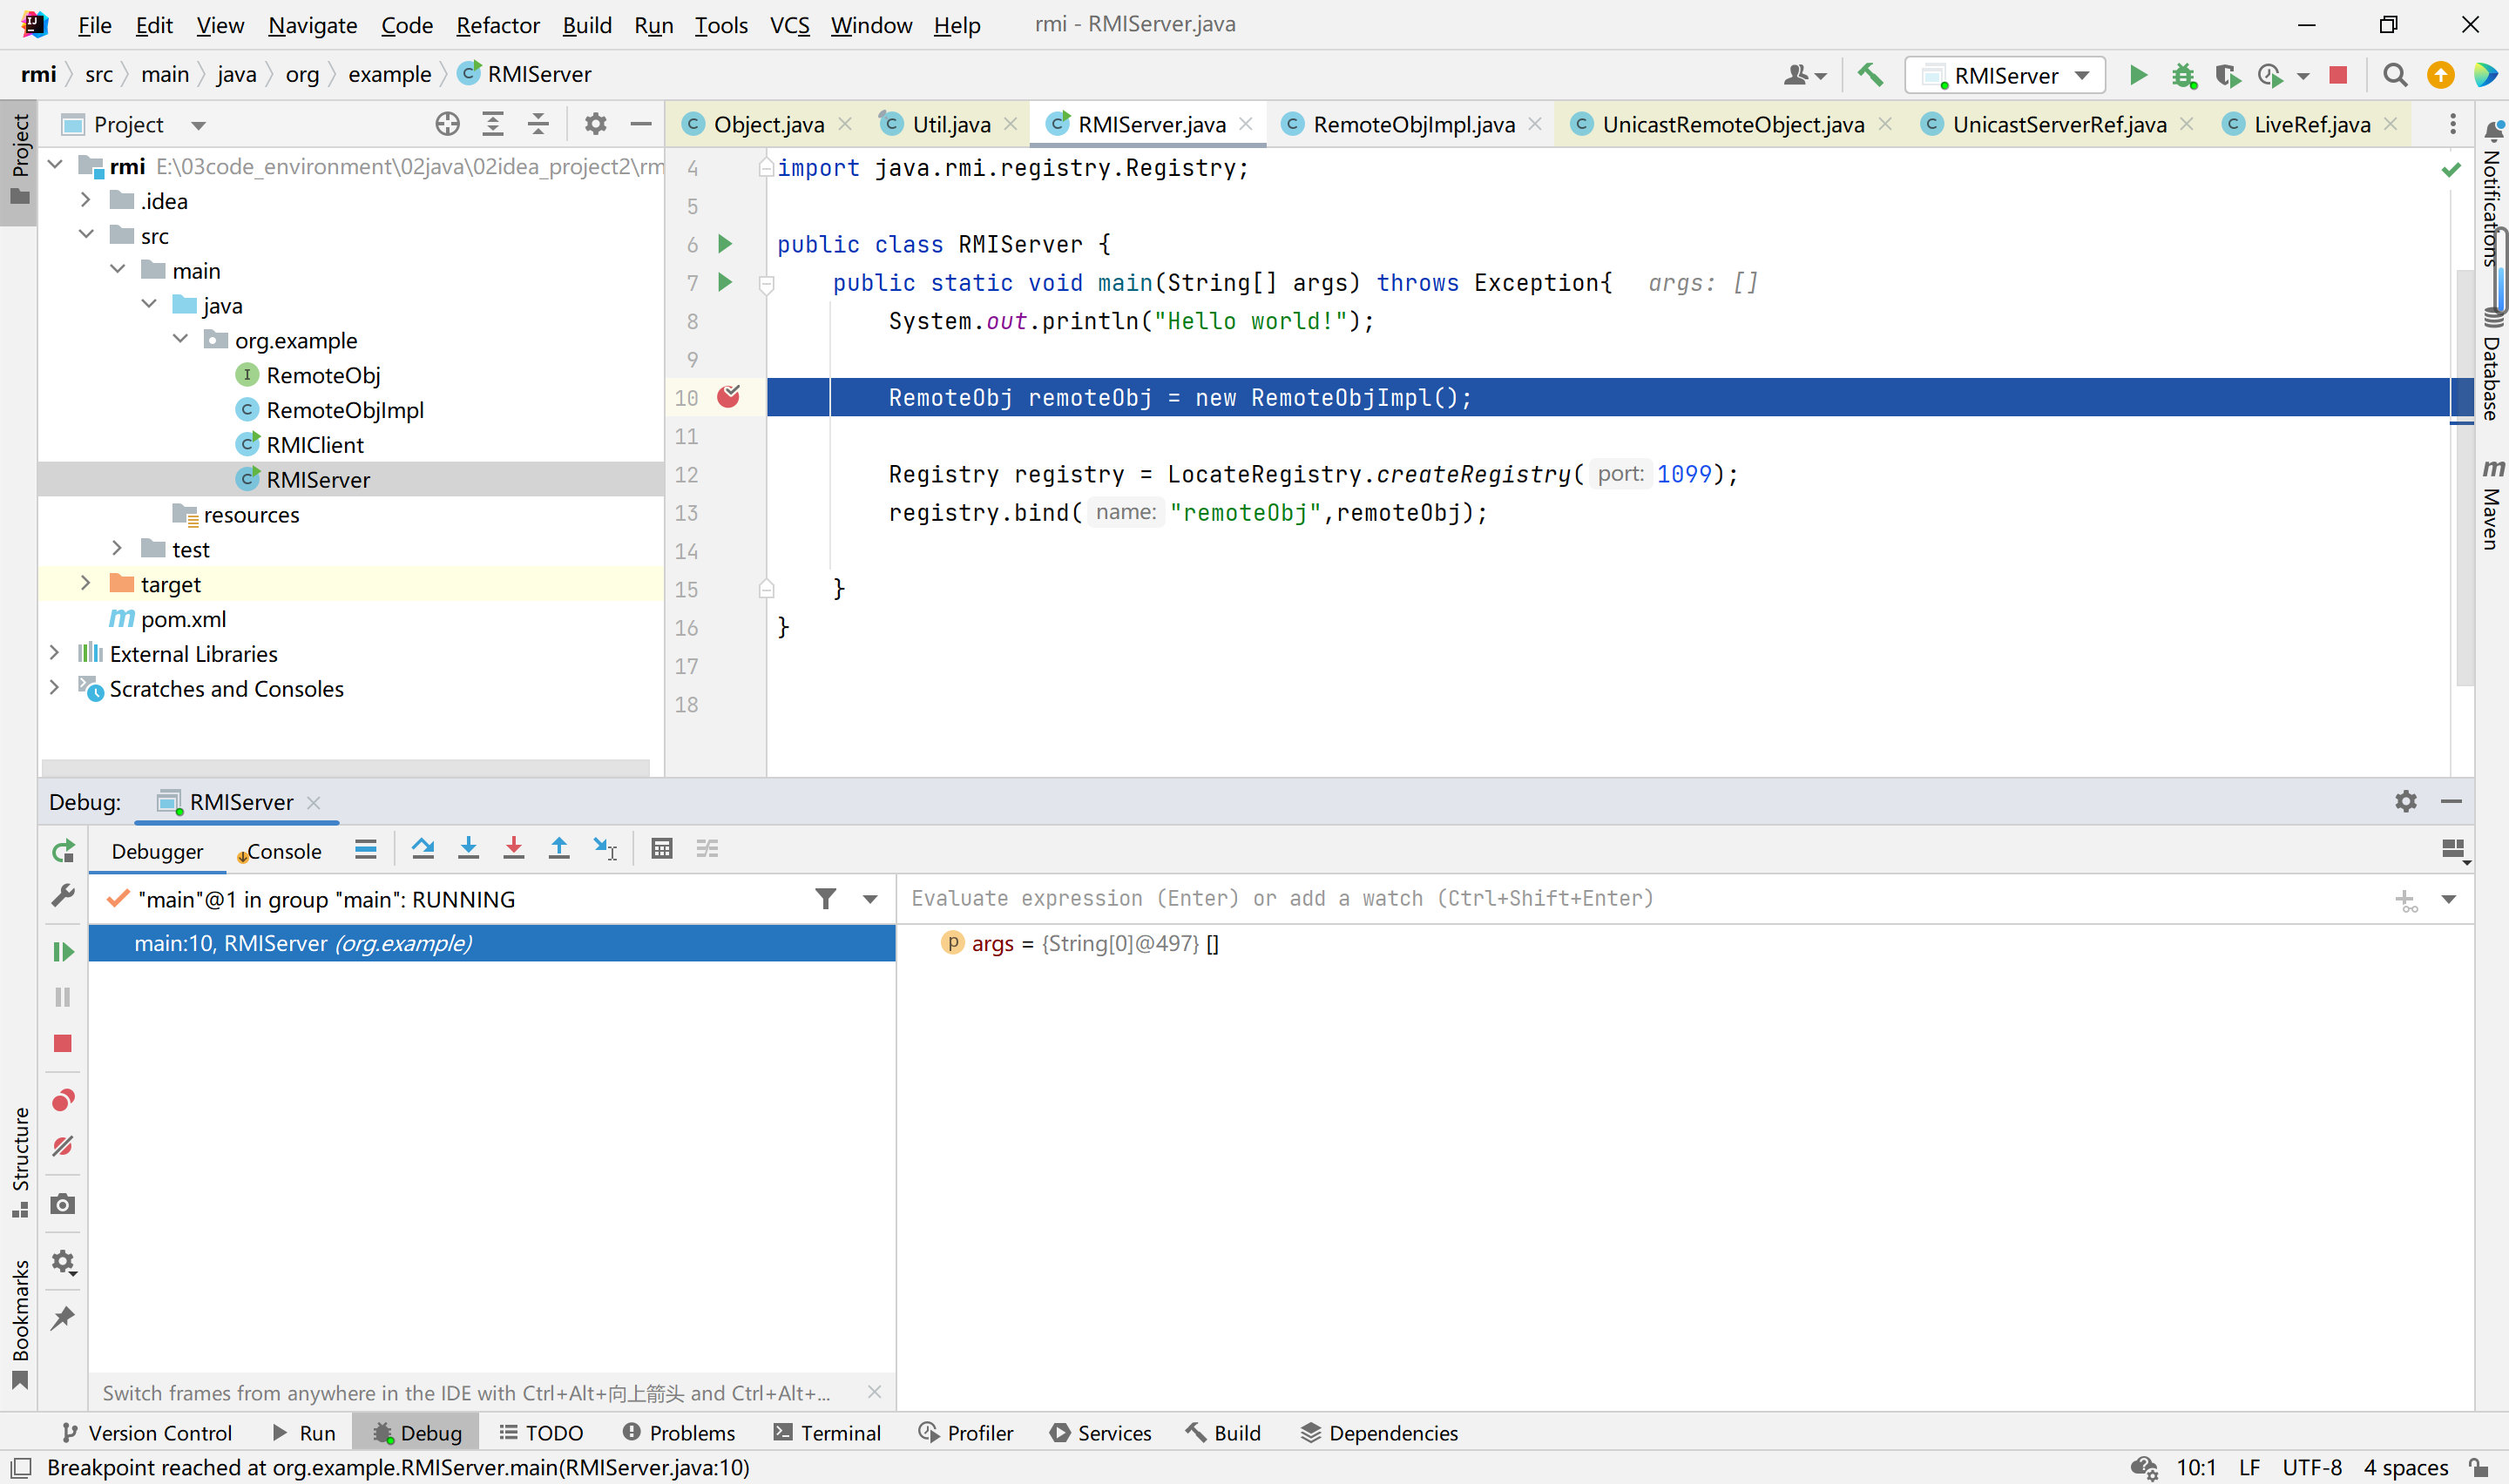 File Edit View Navigate Code Refactor Build Run Tools VCS Window Help rmi - RMIServer.java
rmi src main java org example RMIServer
RMIServer
Project
Project
Object.java Util.java RMIServer.java RemoteObjImpl.java UnicastRemoteObject.java UnicastServerRef.java LiveRef.java
rmi E:\03code_environment\02java\02idea_project2\rm
.idea
src
main
java
org.example
RemoteObj
RemoteObjImpl
RMIClient
RMIServer
resources
test
target
pom.xml
External Libraries
Scratches and Consoles
4 import java.rmi.registry.Registry;
5
6 public class RMIServer {
7 public static void main(String[] args) throws Exception{ args: []
8 System.out.println("Hello world!");
9
10 RemoteObj remoteObj = new RemoteObjImpl();
11
12 Registry registry = LocateRegistry.createRegistry( port: 1099);
13 registry.bind( name: "remoteObj",remoteObj);
14
15 }
16 }
17
18
Notifications
Database
Maven
Debug: RMIServer
Debugger Console
"main"@1 in group "main": RUNNING
Evaluate expression (Enter) or add a watch (Ctrl+Shift+Enter)
main:10, RMIServer (org.example)
args = {String[0]@497} []
Structure
Bookmarks
Switch frames from anywhere in the IDE with Ctrl+Alt+向上箭头 and Ctrl+Alt+...
Version Control Run Debug TODO Problems Terminal Profiler Services Build Dependencies
Breakpoint reached at org.example.RMIServer.main(RMIServer.java:10)
10:1 LF UTF-8 4 spaces